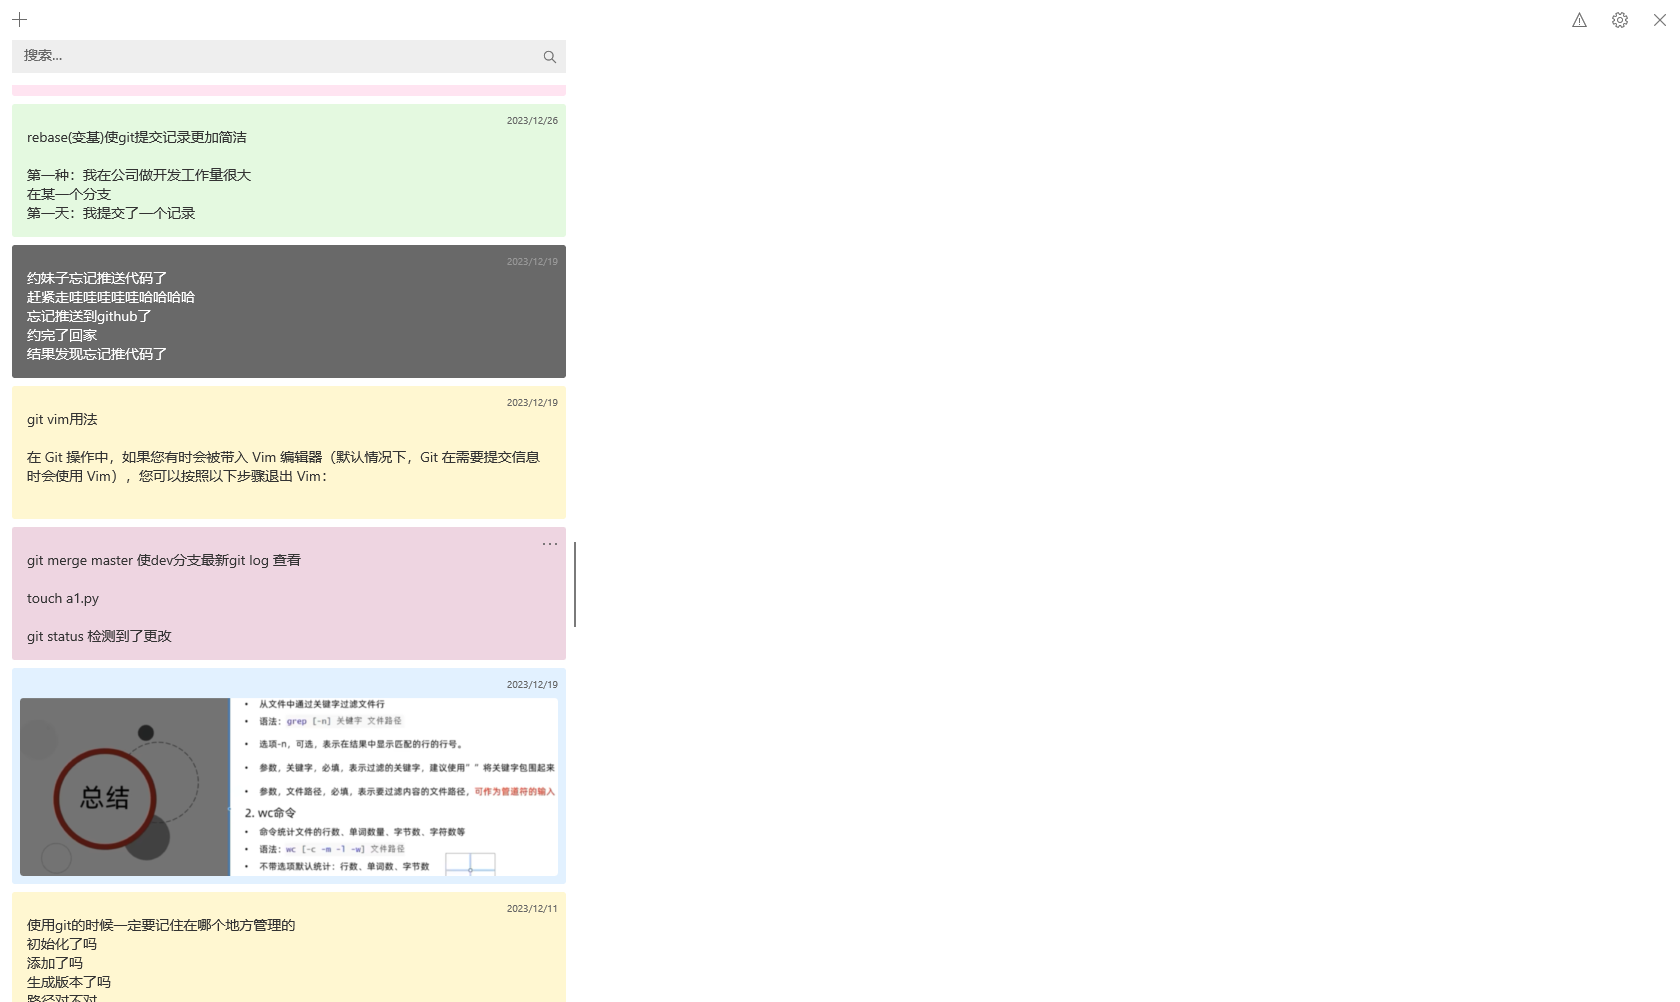 搜索...
2023/12/26
rebase(变基)使git提交记录更加简洁
第一种：我在公司做开发工作量很大
在某一个分支
第一天：我提交了一个记录
2023/12/19
约妹子忘记推送代码了
赶紧走哇哇哇哇哇哈哈哈哈
忘记推送到github了
约完了回家
结果发现忘记推代码了
2023/12/19
git vim用法
在 Git 操作中，如果您有时会被带入 Vim 编辑器（默认情况下，Git 在需要提交信息
时会使用 Vim），您可以按照以下步骤退出 Vim：
...
git merge master 使dev分支最新git log 查看
touch a1.py
git status 检测到了更改
2023/12/19
总结
• 从文件中通过关键字过滤文件行
• 语法：grep [-n] 关键字 文件路径
• 选项-n，可选，表示在结果中显示匹配的行的行号。
• 参数，关键字，必填，表示过滤的关键字，建议使用” ”将关键字包围起来
• 参数，文件路径，必填，表示要过滤内容的文件路径，可作为管道符的输入
2. wc命令
• 命令统计文件的行数、单词数量、字节数、字符数等
• 语法：wc [-c -m -l -w] 文件路径
• 不带选项默认统计：行数、单词数、字节数
2023/12/11
使用git的时候一定要记住在哪个地方管理的
初始化了吗
添加了吗
生成版本了吗
路径对不对